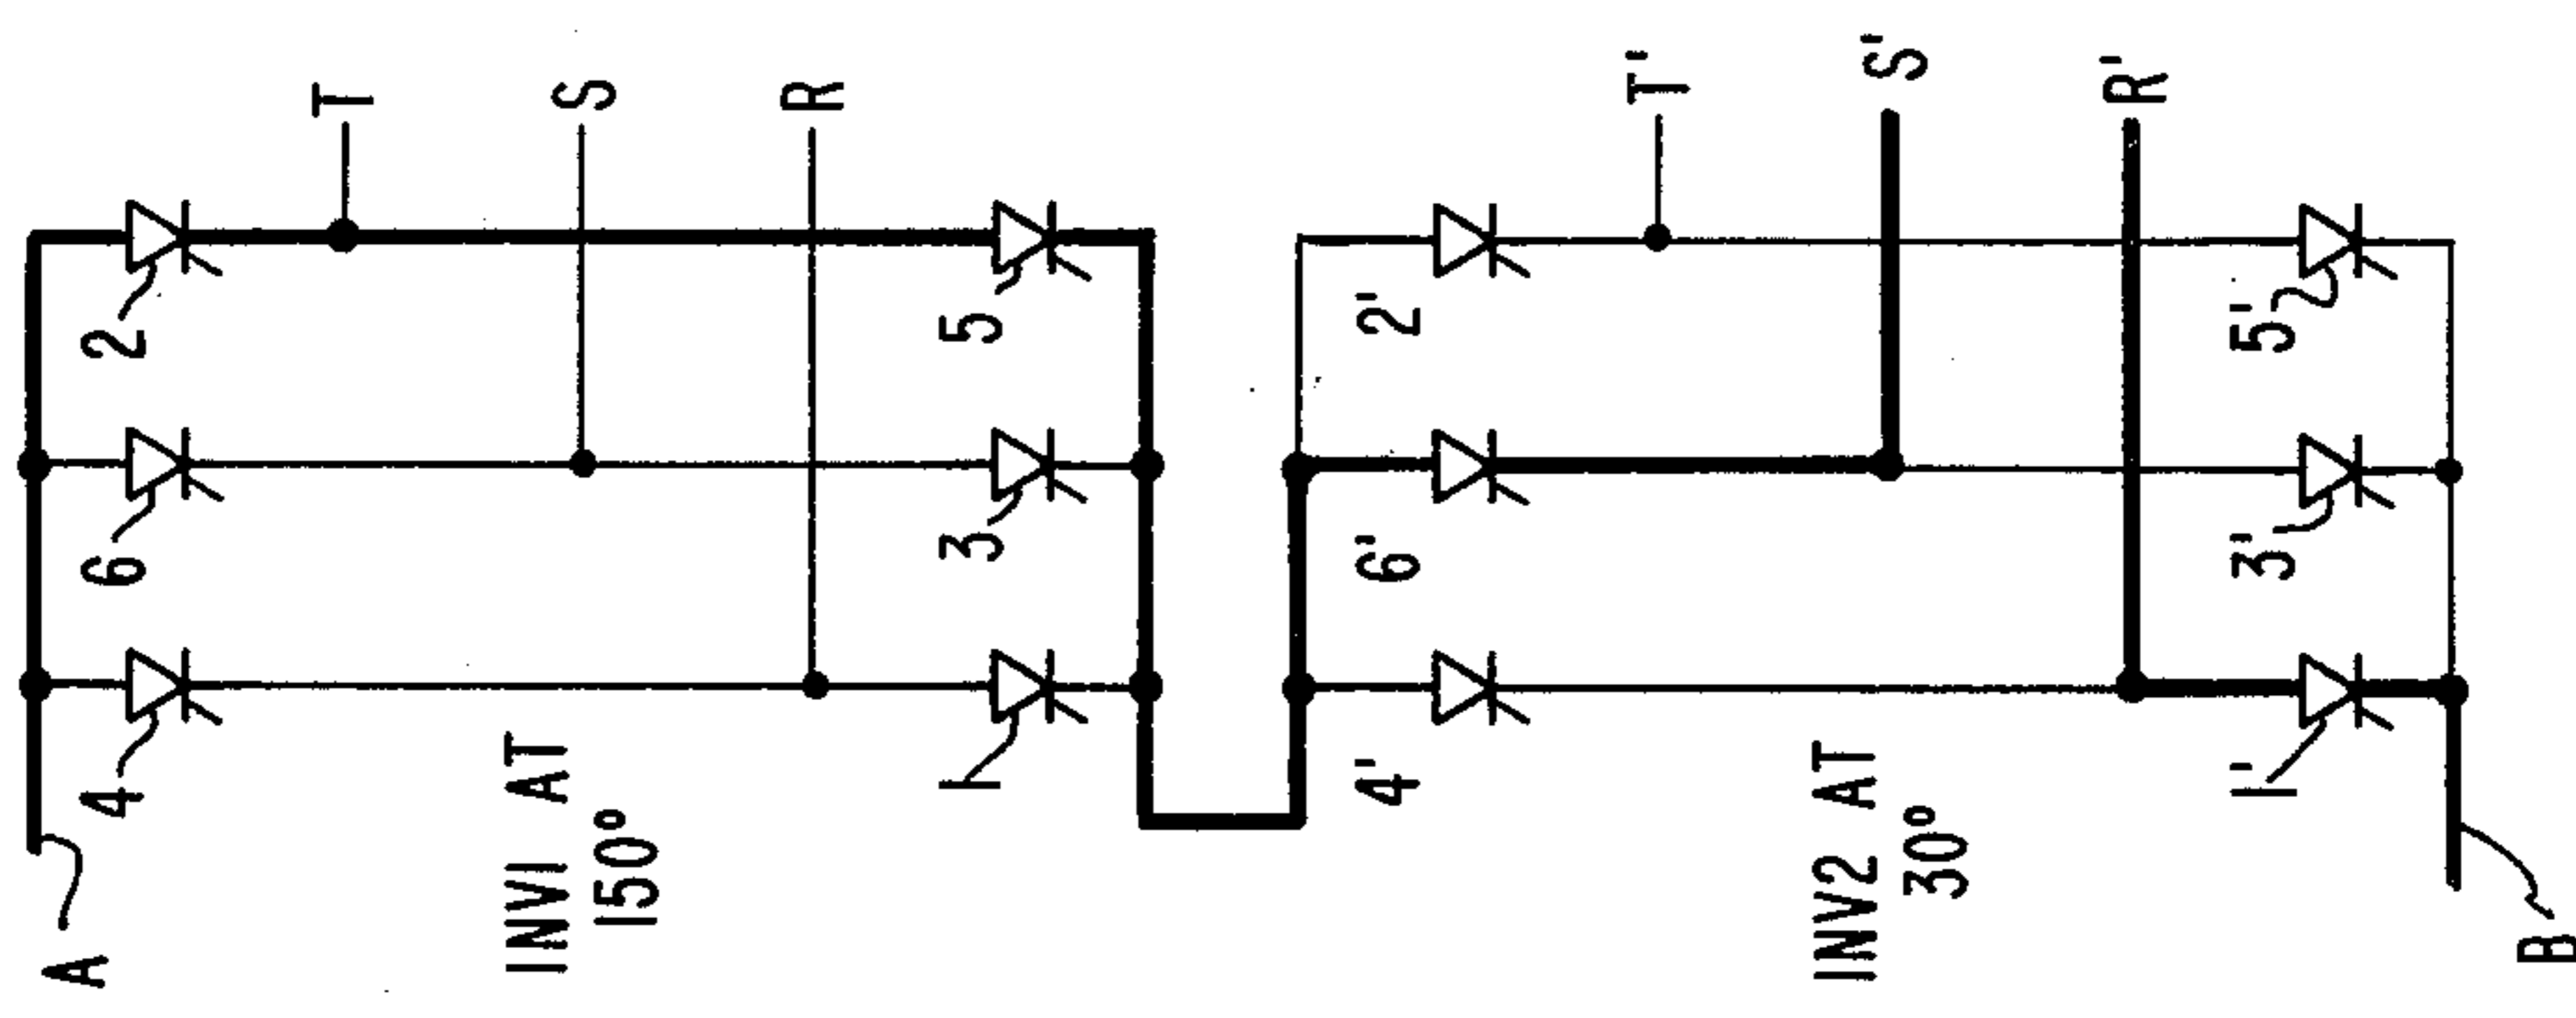 A
4 6 2
T
INV1 AT
150°
S
R
1 3 5
4' 6' 2'
T'
INV2 AT
30°
S'
R'
1' 3' 5'
B